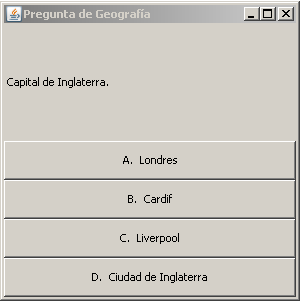 Pregunta de Geografía
Capital de Inglaterra.
A. Londres
B. Cardif
C. Liverpool
D. Ciudad de Inglaterra